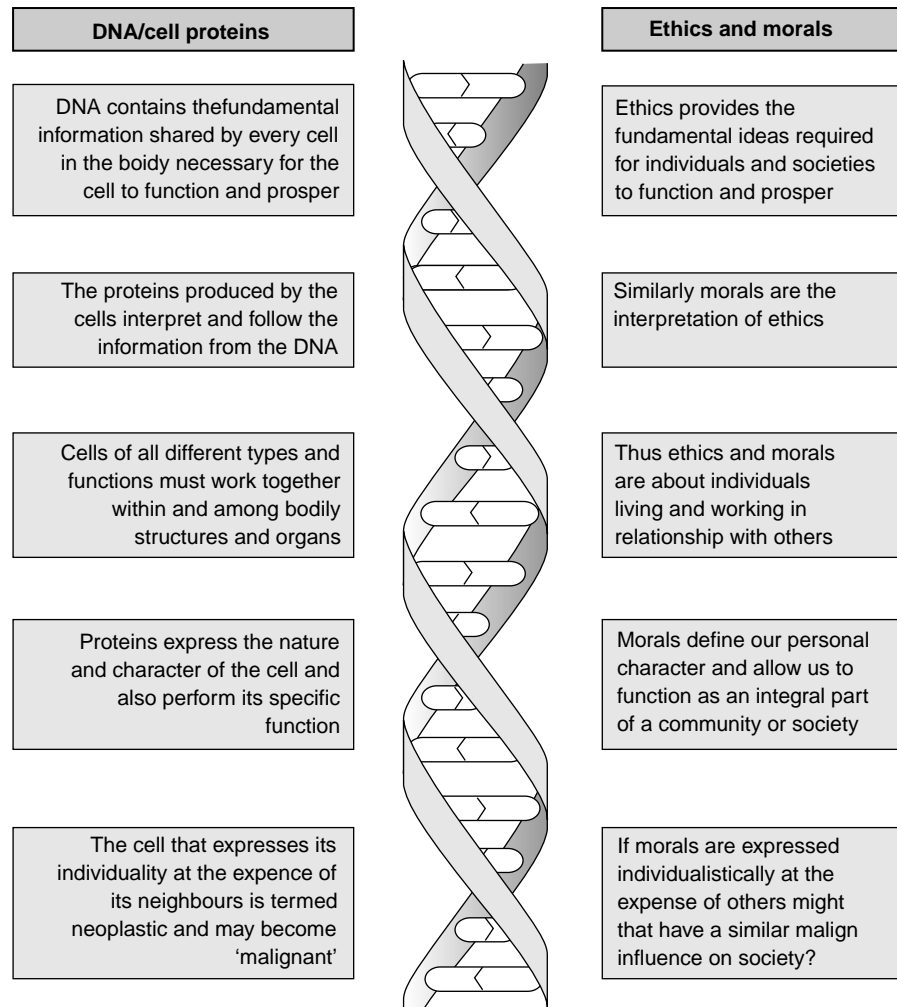 DNA/cell proteins
Ethics and morals
DNA contains thefundamental
information shared by every cell
in the boidy necessary for the
cell to function and prosper
Ethics provides the
fundamental ideas required
for individuals and societies
to function and prosper
The proteins produced by the
cells interpret and follow the
information from the DNA
Similarly morals are the
interpretation of ethics
Cells of all different types and
functions must work together
within and among bodily
structures and organs
Thus ethics and morals
are about individuals
living and working in
relationship with others
Proteins express the nature
and character of the cell and
also perform its specific
function
Morals define our personal
character and allow us to
function as an integral part
of a community or society
The cell that expresses its
individuality at the expence of
its neighbours is termed
neoplastic and may become
‘malignant’
If morals are expressed
individualistically at the
expense of others might
that have a similar malign
influence on society?